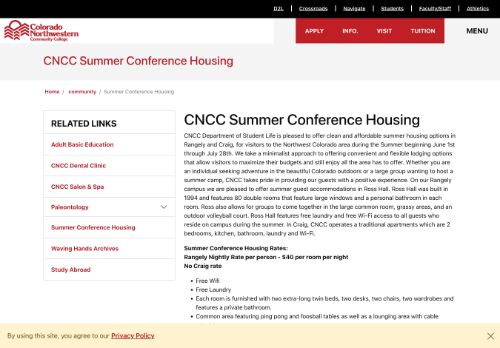 D2L | Crossroads | Navigate | Students | Faculty/Staff | Athletics
Colorado
Northwestern
Community College
APPLY INFO. VISIT TUITION MENU
CNCC Summer Conference Housing
Home / community / Summer Conference Housing
RELATED LINKS
Adult Basic Education
CNCC Dental Clinic
CNCC Salon & Spa
Paleontology
Summer Conference Housing
Waving Hands Archives
Study Abroad
CNCC Summer Conference Housing
CNCC Department of Student Life is pleased to offer clean and affordable summer housing options in
Rangely and Craig, for visitors to the Northwest Colorado area during the Summer beginning June 1st
through July 28th. We take a minimalist approach to offering convenient and flexible lodging options
that allow visitors to maximize their budgets and still enjoy all the area has to offer. Whether you are
an individual seeking adventure in the beautiful Colorado outdoors or a large group wanting to host a
summer camp, CNCC takes pride in providing our guests with a positive experience. On our Rangely
campus we are pleased to offer summer guest accommodations in Ross Hall. Ross Hall was built in
1994 and features 80 double rooms that feature large windows and a personal bathroom in each
room. Ross also allows for groups to come together in the large common room, grassy areas, and an
outdoor volleyball court. Ross Hall features free laundry and free Wi-Fi access to all guests who
reside on campus during the summer. In Craig, CNCC operates a traditional apartments which are 2
bedrooms, kitchen, bathroom, laundry and Wi-Fi.
Summer Conference Housing Rates:
Rangely Nightly Rate per person - $40 per room per night
No Craig rate
• Free Wifi
• Free Laundry
• Each room is furnished with two extra-long twin beds, two desks, two chairs, two wardrobes and
features a private bathroom.
• Common area featuring ping pong and foosball tables as well as a lounging area with cable
By using this site, you agree to our Privacy Policy